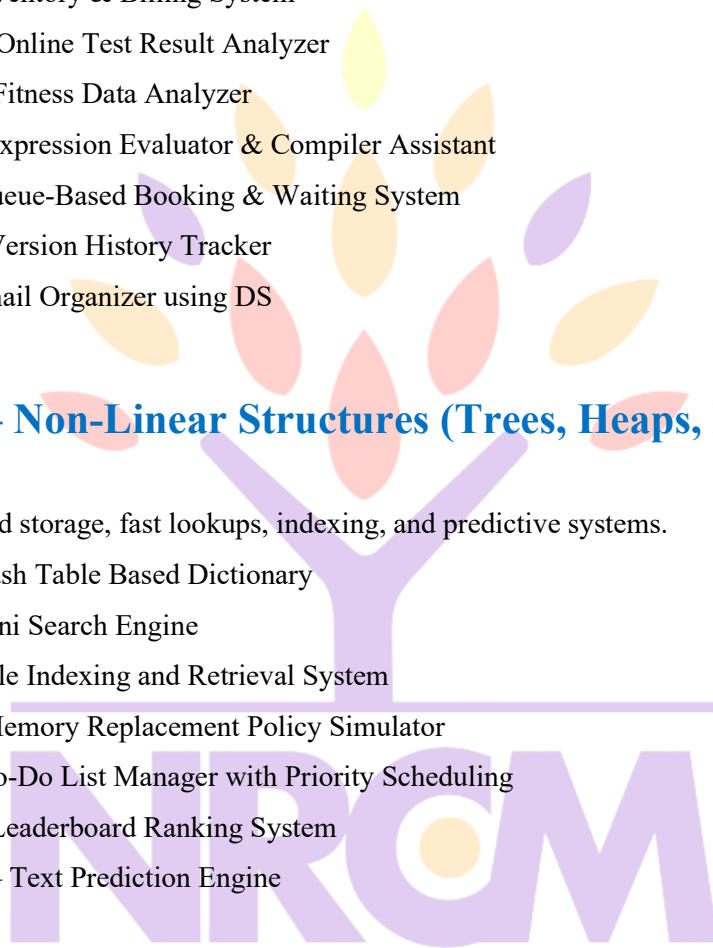 & Billing System
Online Test Result Analyzer
Fitness Data Analyzer
xpression Evaluator & Compiler Assistant
ueue-Based Booking & Waiting System
Version History Tracker
ail Organizer using DS
- Non-Linear Structures (Trees, Heaps,
d storage, fast lookups, indexing, and predictive systems.
sh Table Based Dictionary
ni Search Engine
le Indexing and Retrieval System
Memory Replacement Policy Simulator
o-Do List Manager with Priority Scheduling
Leaderboard Ranking System
- Text Prediction Engine
NRCM